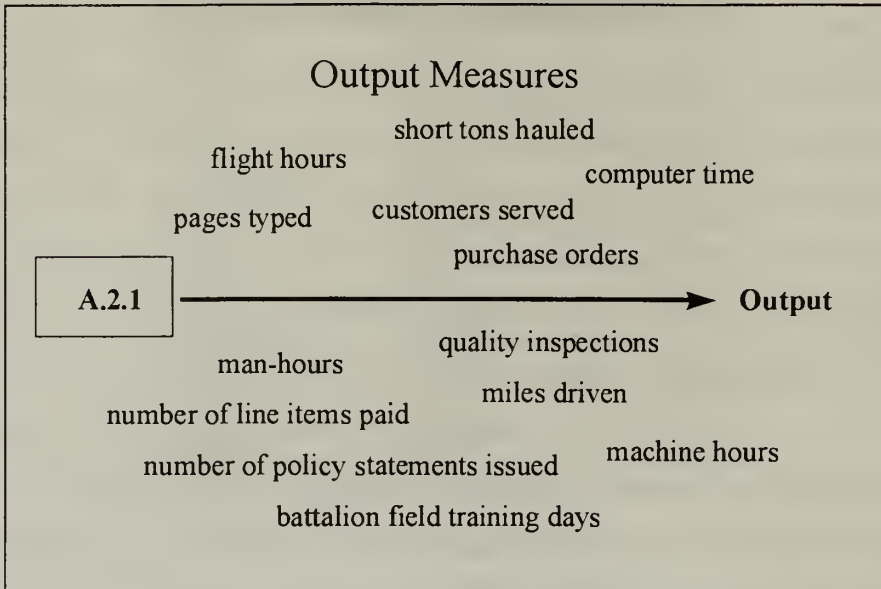 Output Measures
short tons hauled
flight hours
computer time
pages typed
customers served
purchase orders
A.2.1
Output
quality inspections
man-hours
miles driven
number of line items paid
machine hours
number of policy statements issued
battalion field training days